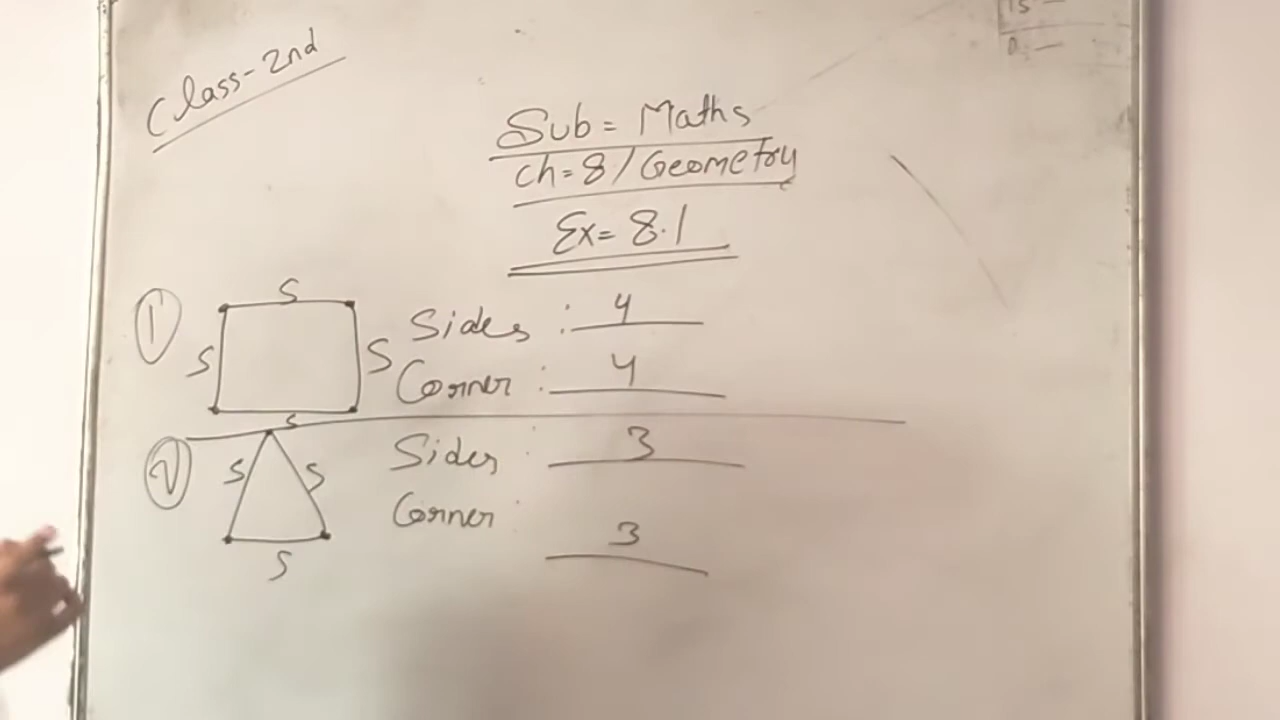 Class-2nd
Sub= Maths
Ch=8/Geometry
Ex= 8.1
1 S S S S
Sides : 4
Corner : 4
2 S S S
Sides 3
Corner 3